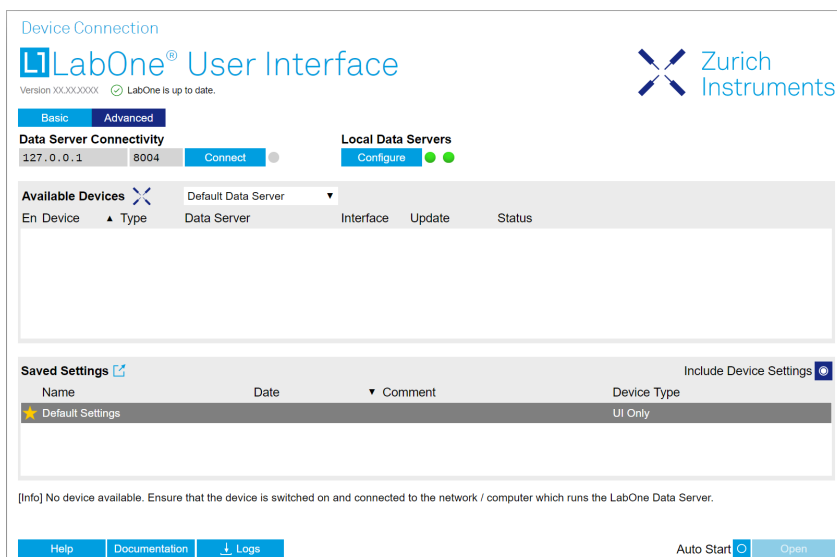 Device Connection
L1 LabOne® User Interface
Zurich
Instruments
Version XX.XX.XXXX LabOne is up to date.
Basic Advanced
Data Server Connectivity Local Data Servers
127.0.0.1 8004 Connect Configure
Available Devices Default Data Server ▼
En Device ▲ Type Data Server Interface Update Status
Saved Settings Include Device Settings
Name Date ▼ Comment Device Type
Default Settings UI Only
[Info] No device available. Ensure that the device is switched on and connected to the network / computer which runs the LabOne Data Server.
Help Documentation Logs Auto Start Open